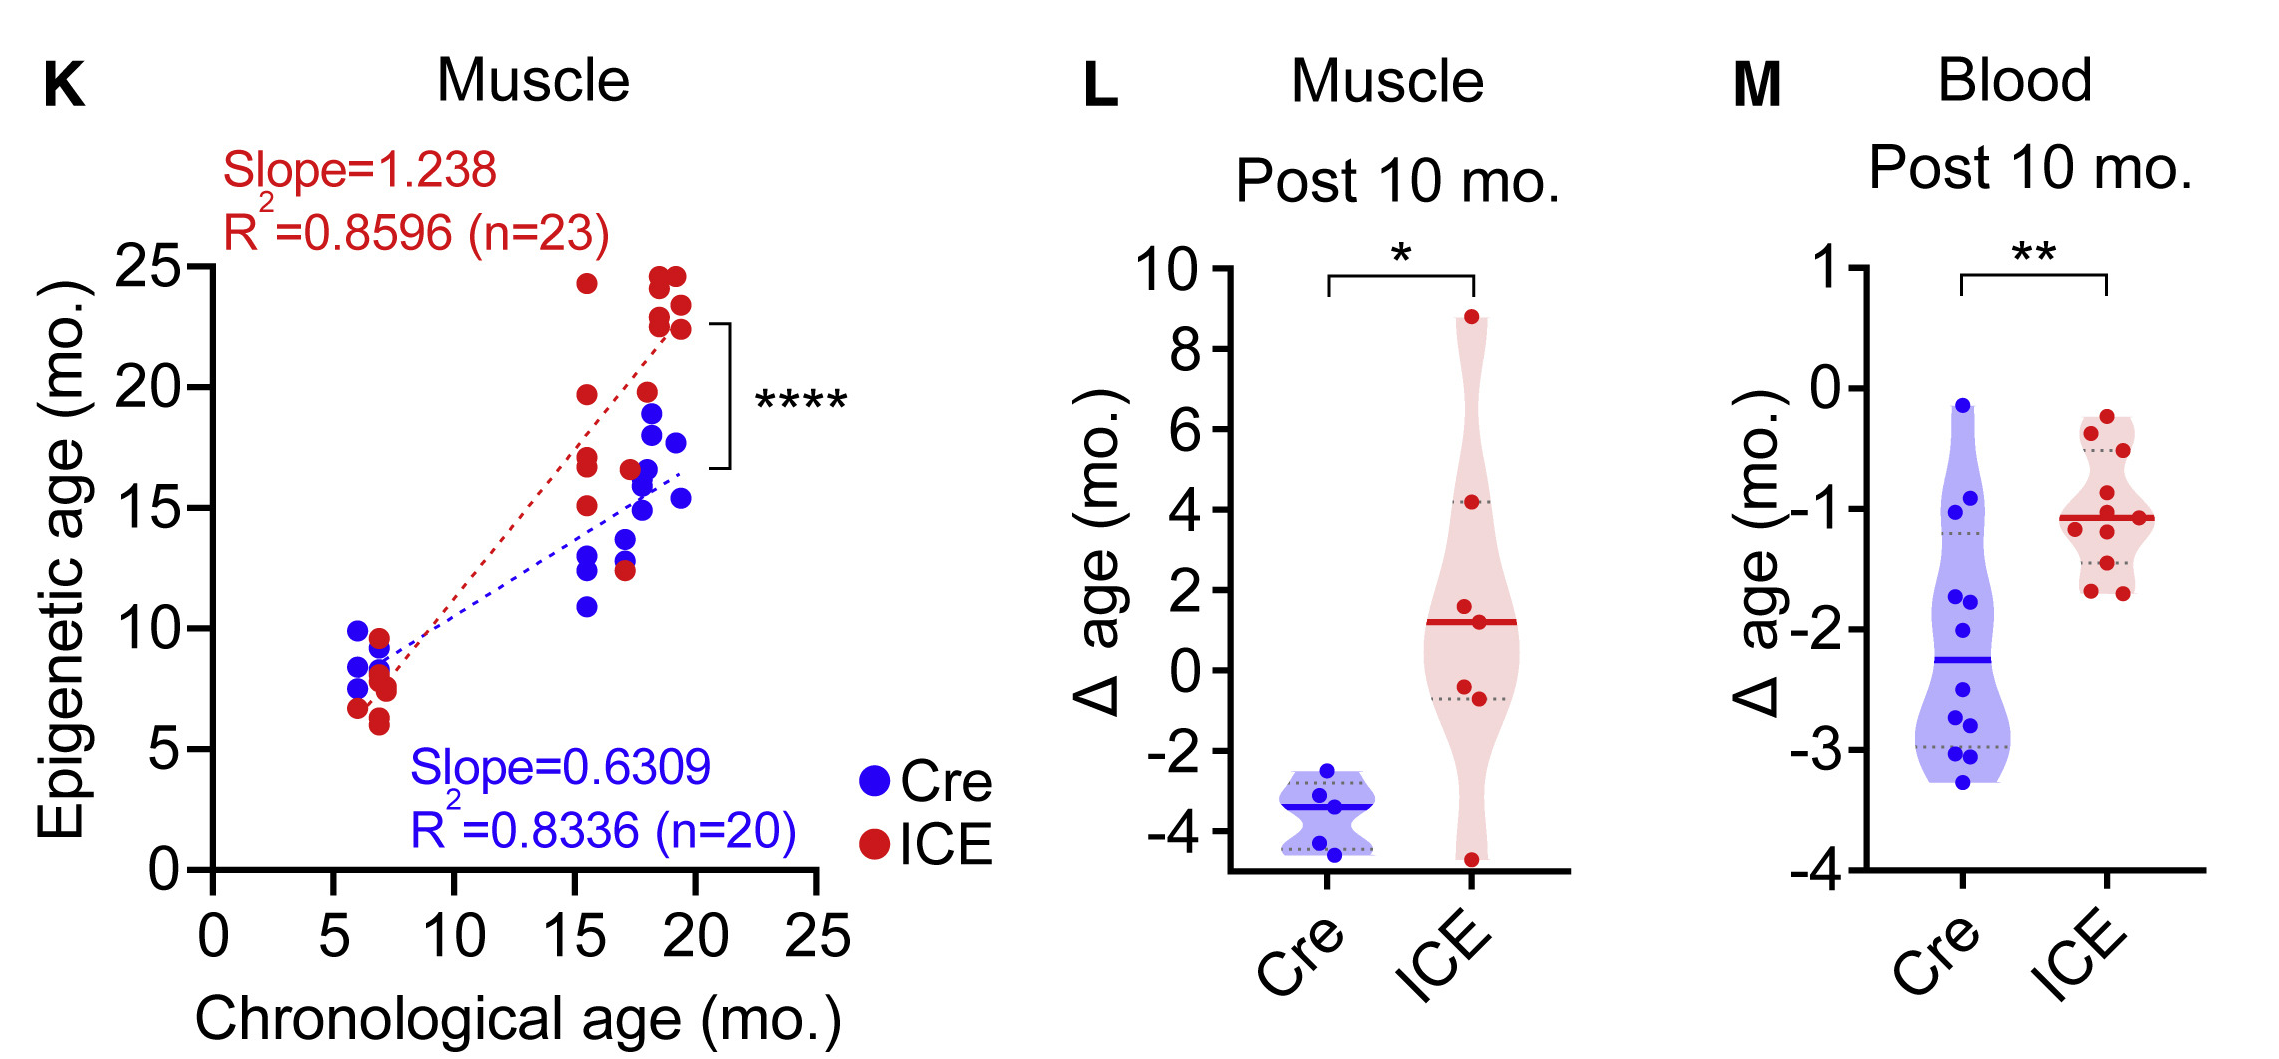 K
Muscle
Slope=1.238
R²=0.8596 (n=23)
Epigenetic age (mo.)
25
20
15
10
5
0
****
Slope=0.6309
R²=0.8336 (n=20)
Cre
ICE
0 5 10 15 20 25
Chronological age (mo.)
L
Muscle
Post 10 mo.
*
Δ age (mo.)
10
8
6
4
2
0
-2
-4
Cre ICE
M
Blood
Post 10 mo.
**
Δ age (mo.)
1
0
-1
-2
-3
-4
Cre ICE